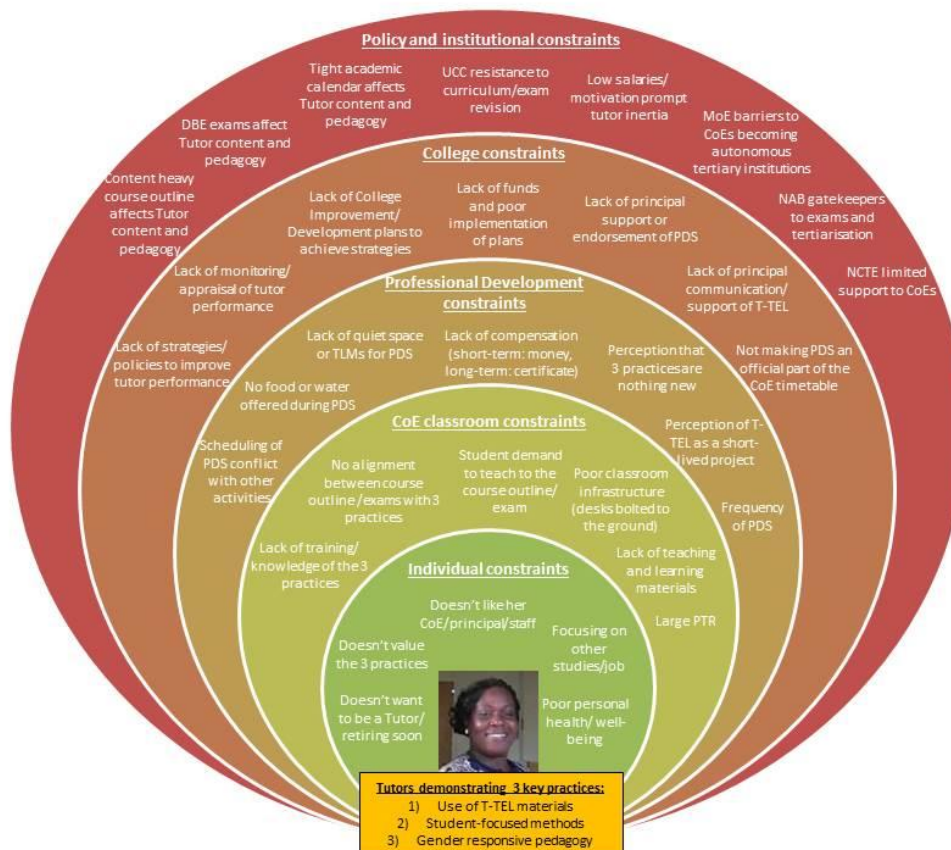 Policy and institutional constraints
Tight academic
calendar affects
Tutor content and
pedagogy
UCC resistance to
curriculum/exam
revision
Low salaries/
motivation prompt
tutor inertia
DBE exams affect
Tutor content and
pedagogy
MoE barriers to
CoEs becoming
autonomous
tertiary institutions
Content heavy
course outline
affects Tutor
content and
pedagogy
NAB gatekeepers
to exams and
tertiarisation
NCTE limited
support to CoEs
College constraints
Lack of College
Improvement/
Development plans to
achieve strategies
Lack of funds
and poor
implementation
of plans
Lack of principal
support or
endorsement of PDS
Lack of monitoring/
appraisal of tutor
performance
Lack of principal
communication/
support of T-TEL
Lack of strategies/
policies to improve
tutor performance
Not making PDS an
official part of the
CoE timetable
Professional Development
constraints
Lack of quiet space
or TLMs for PDS
Lack of compensation
(short-term: money,
long-term: certificate)
Perception that
3 practices are
nothing new
No food or water
offered during PDS
Perception of T-
TEL as a short-
lived project
Scheduling of
PDS conflict
with other
activities
Frequency
of PDS
CoE classroom constraints
No alignment
between course
outline/exams with 3
practices
Student demand
to teach to the
course outline/
exam
Poor classroom
infrastructure
(desks bolted to
the ground)
Lack of training/
knowledge of the 3
practices
Lack of teaching
and learning
materials
Large PTR
Individual constraints
Doesn't like her
CoE/principal/staff
Doesn't value
the 3 practices
Focusing on
other
studies/job
Doesn't want
to be a Tutor/
retiring soon
Poor personal
health/ well-
being
Tutors demonstrating 3 key practices:
1) Use of T-TEL materials
2) Student-focused methods
3) Gender responsive pedagogy